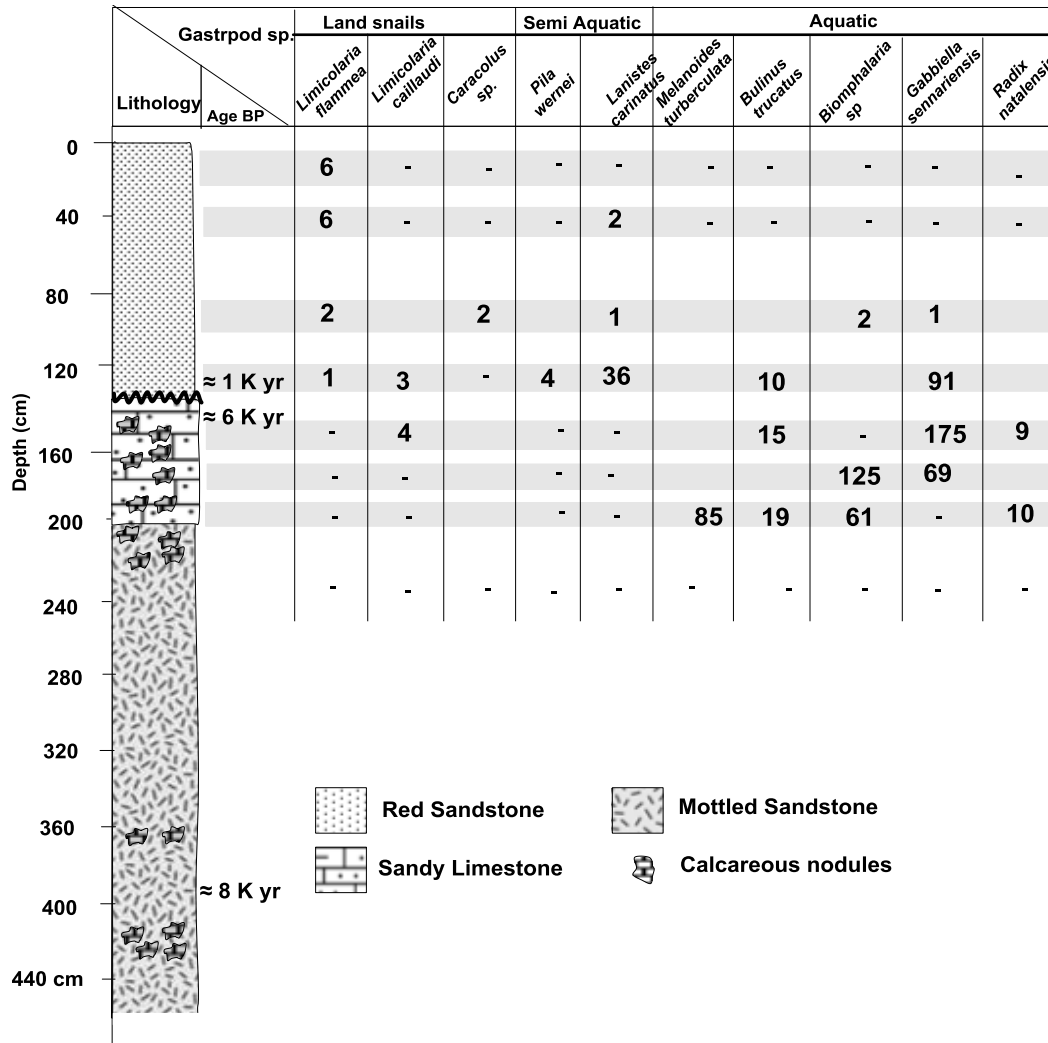 Land snails Semi Aquatic Aquatic
Gastrpod sp.
Lithology Age BP
Limicolaria flammea
Limicolaria caillaudi
Caracolus sp.
Pila wernei
Lanistes carinatus
Melanoides turberculata
Bulinus trucatus
Biomphalaria sp
Gabbiella sennariensis
Radix natalensis
Depth (cm)
0
6 - - - - - - - - -
40
6 - - - 2 - - - - -
80
2 2 1 2 1
120
≈ 1 K yr 1 3 - 4 36 10 91
≈ 6 K yr
- 4 - - 15 - 175 9
160
- - - - 125 69
200
- - - - 85 19 61 - 10
- - - - - - - - - -
240
280
320
360
400
440 cm
≈ 8 K yr
Red Sandstone Mottled Sandstone
Sandy Limestone Calcareous nodules